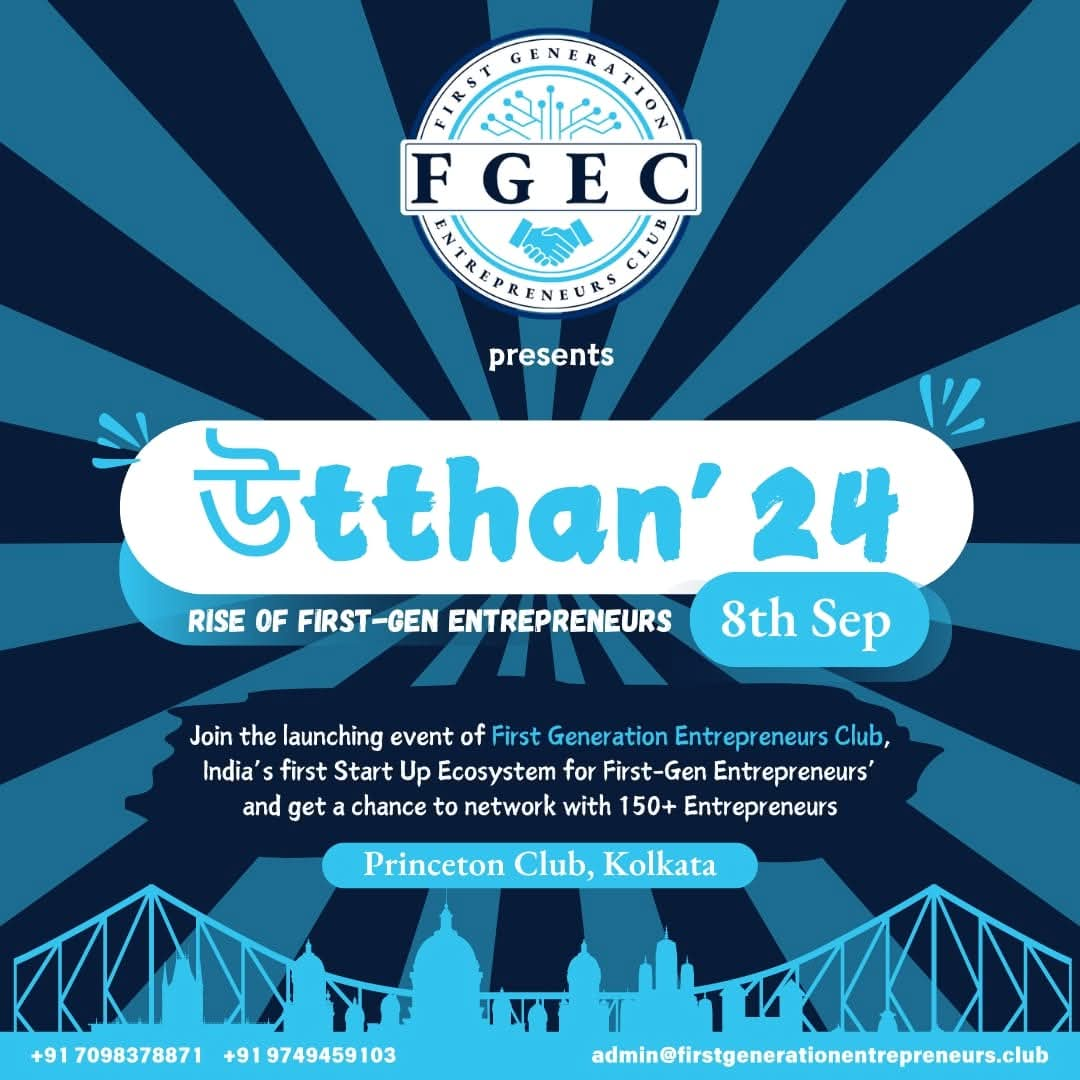 FIRST GENERATION
FGEC
ENTREPRENEURS CLUB
presents
উtthan' 24
RISE OF FIRST-GEN ENTREPRENEURS
8th Sep
Join the launching event of First Generation Entrepreneurs Club,
India's first Start Up Ecosystem for First-Gen Entrepreneurs'
and get a chance to network with 150+ Entrepreneurs
Princeton Club, Kolkata
+91 7098378871 +91 9749459103
admin@firstgenerationentrepreneurs.club